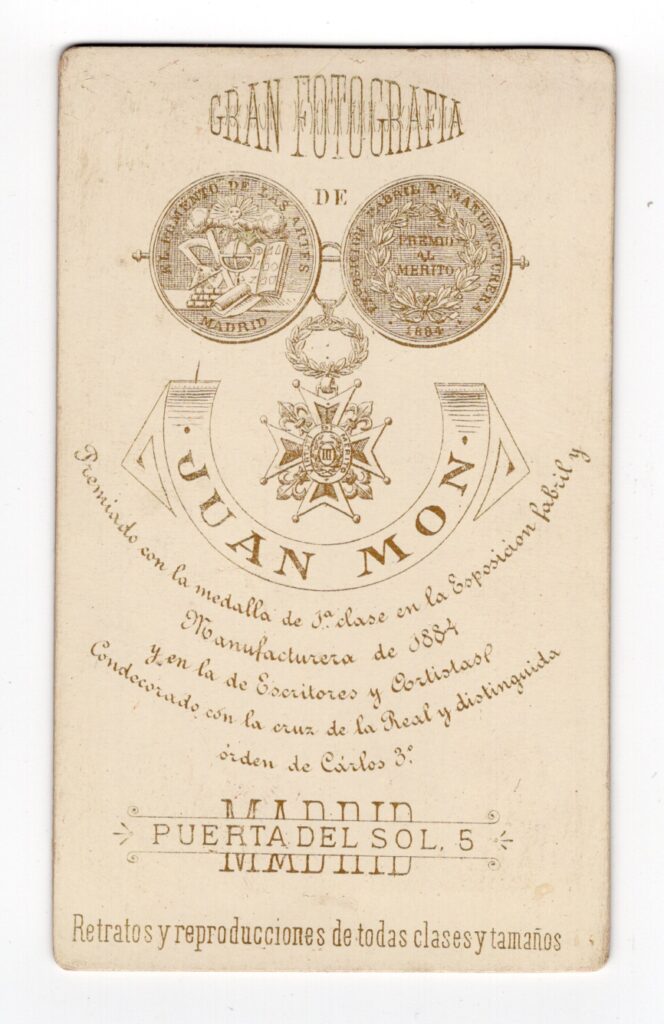 GRAN FOTOGRAFIA
DE
EL FOMENTO DE LAS ARTES
MADRID
EXPOSICION FABRIL Y MANUFACTURERA
PREMIO
AL
MERITO
1884
III
JUAN MON
Premiado con la medalla de 1ª clase en la Esposición fabril y
Manufacturera de 1884
y en la de Escritores y Artistas
Condecorado con la cruz de la Real y distinguida
órden de Cárlos 3º
MADRID
PUERTA DEL SOL, 5
Retratos y reproducciones de todas clases y tamaños